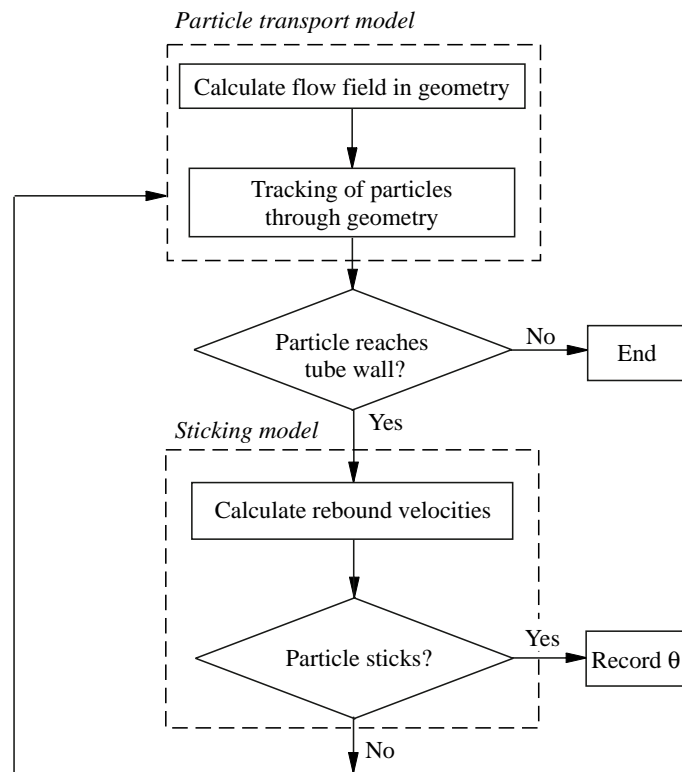 Particle transport model
Calculate flow field in geometry
Tracking of particles
through geometry
Particle reaches
tube wall?
No
End
Yes
Sticking model
Calculate rebound velocities
Particle sticks?
Yes
Record θ
No